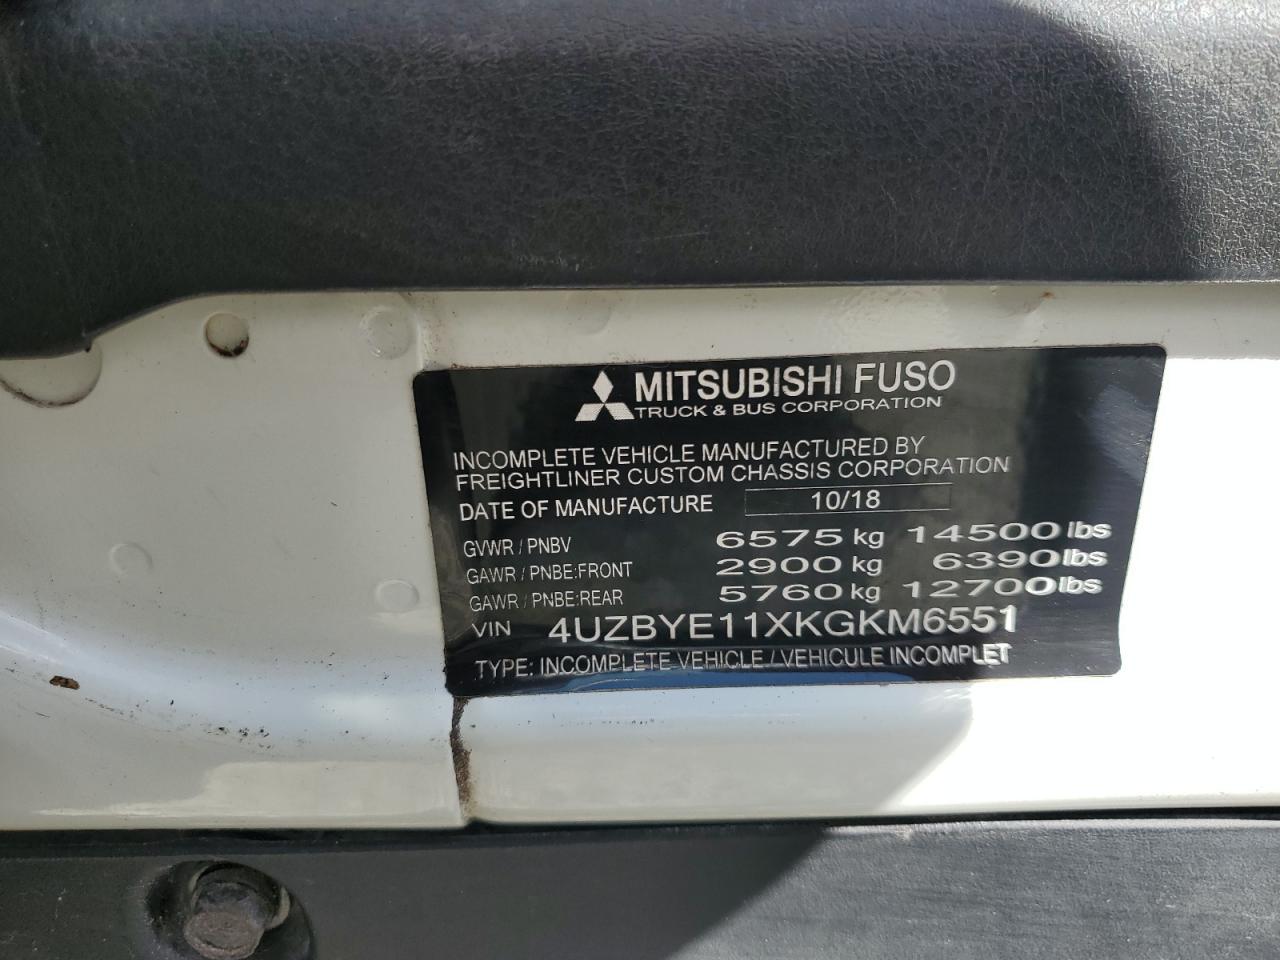 MITSUBISHI FUSO
TRUCK & BUS CORPORATION
INCOMPLETE VEHICLE MANUFACTURED BY
FREIGHTLINER CUSTOM CHASSIS CORPORATION
DATE OF MANUFACTURE 10/18
GVWR / PNBV 6575 kg 14500 lbs
GAWR / PNBE:FRONT 2900 kg 6390 lbs
GAWR / PNBE:REAR 5760 kg 12700 lbs
VIN 4UZBYE11XKGKM6551
TYPE: INCOMPLETE VEHICLE / VEHICULE INCOMPLET